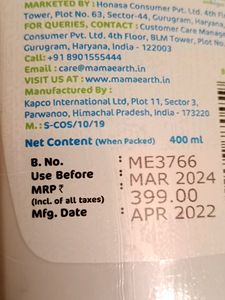 MARKETED BY : Honasa Consumer Pvt. Ltd. 4th Floor
Tower, Plot No. 63, Sector-44, Gurugram, Haryana,
FOR QUERIES, CONTACT : Customer Care Manager
Consumer Pvt. Ltd. 4th Floor, BLM Tower, Plot No.
Gurugram, Haryana, India - 122003
Call:+91 8901555444
Email : care@mamaearth.in
VISIT US AT : www.mamaearth.in
Manufactured By :
Kapco International Ltd, Plot 11, Sector 3,
Parwanoo, Himachal Pradesh, India - 173220
M. : S-COS/10/19
Net Content (When Packed) 400 ml
B. No. : ME3766
Use Before : MAR 2024
MRP ₹ : 399.00
(Incl. of all taxes)
Mfg. Date : APR 2022